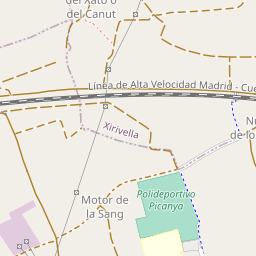 del Xato o
del Canut
Línea de Alta Velocidad Madrid - Cue
Xirivella
Nu
de lo
Polideportivo
Picanya
Motor de
la Sang